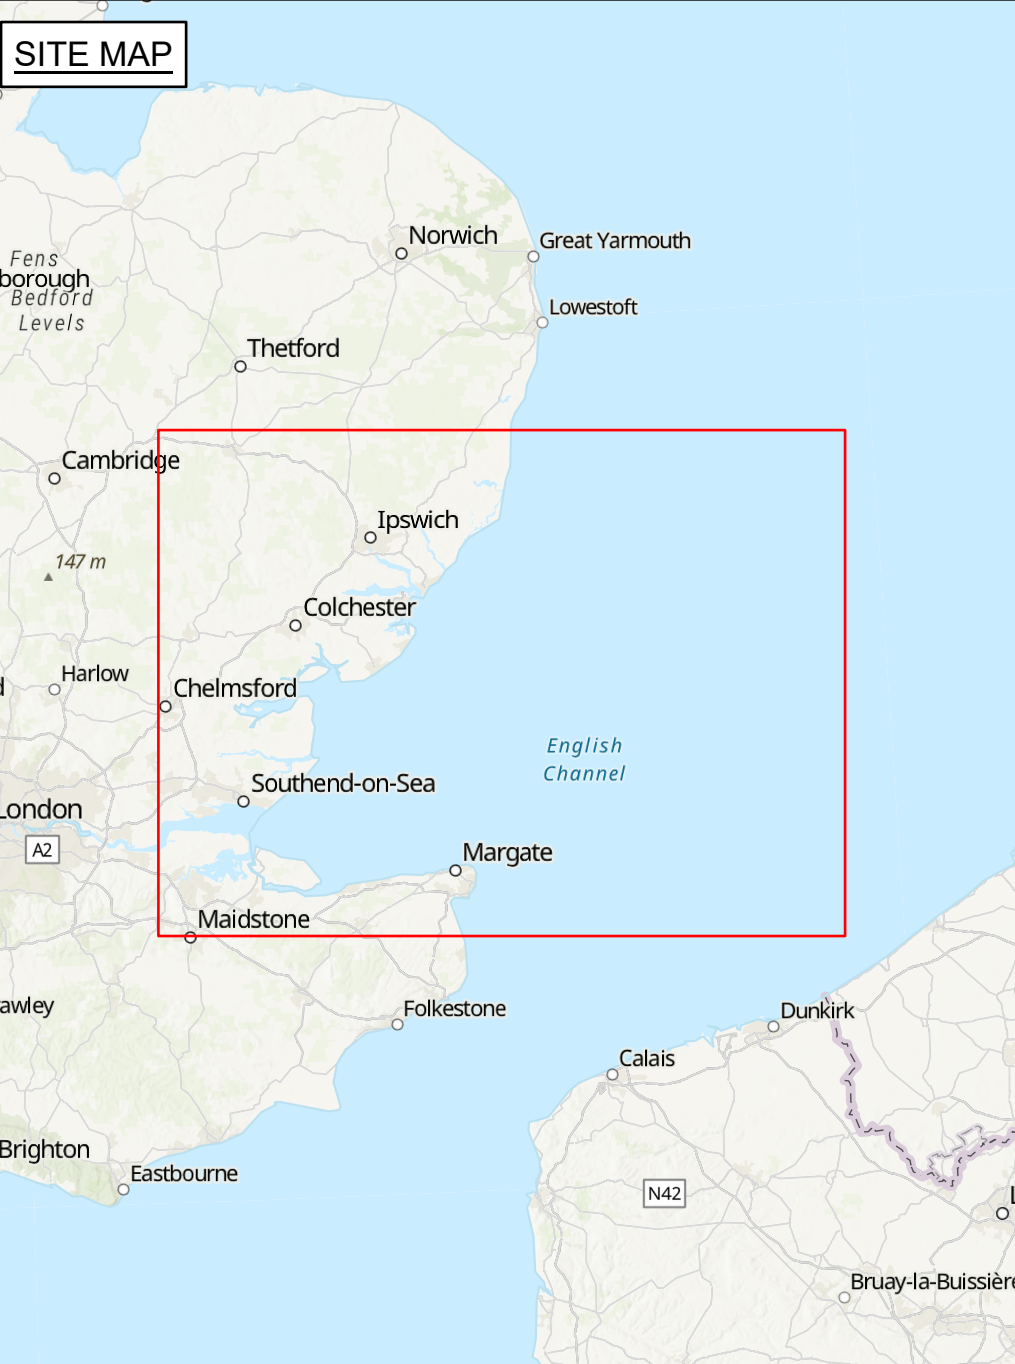 SITE MAP
Norwich
Great Yarmouth
Fens
borough
Bedford
Levels
Lowestoft
Thetford
Cambridge
Ipswich
147 m
Colchester
Harlow
Chelmsford
English
Channel
Southend-on-Sea
London
A2
Margate
Maidstone
awley
Folkestone
Dunkirk
Calais
Brighton
Eastbourne
N42
L
Bruay-la-Buissière